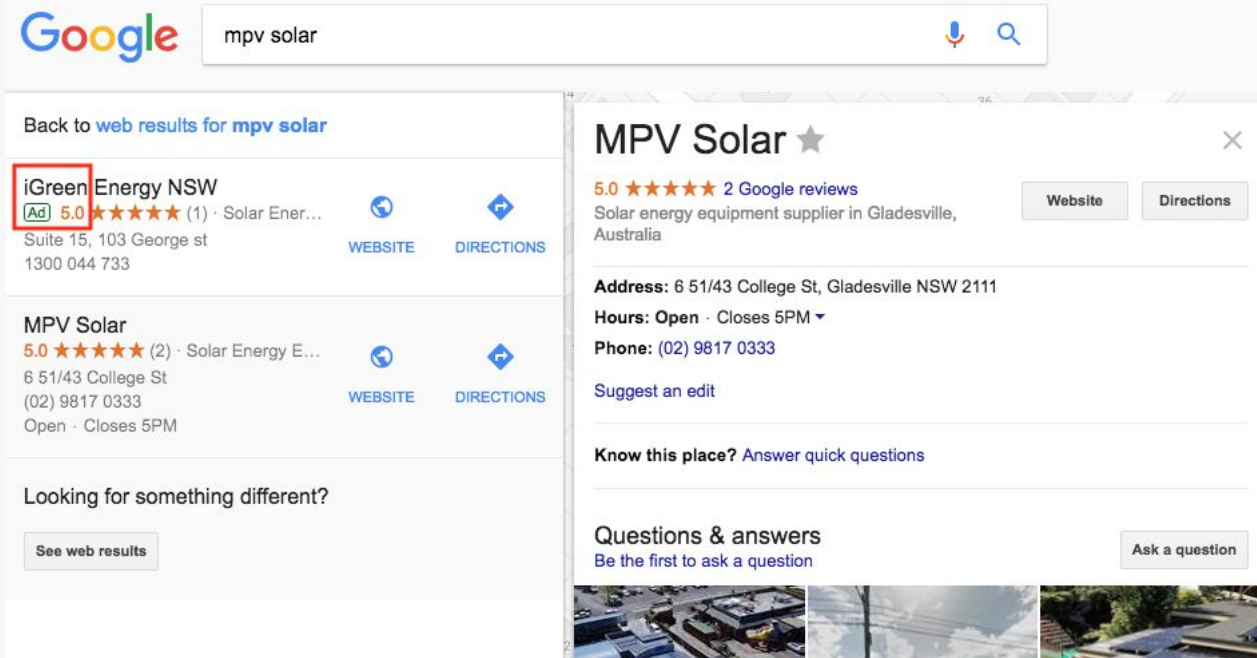 Google
mpv solar
Back to web results for mpv solar
iGreen Energy NSW
Ad 5.0 ★★★★★ (1) · Solar Ener...
Suite 15, 103 George st
1300 044 733
WEBSITE
DIRECTIONS
MPV Solar
5.0 ★★★★★ (2) · Solar Energy E...
6 51/43 College St
(02) 9817 0333
Open · Closes 5PM
WEBSITE
DIRECTIONS
Looking for something different?
See web results
36
MPV Solar
5.0 ★★★★★ 2 Google reviews
Solar energy equipment supplier in Gladesville,
Australia
Website
Directions
Address: 6 51/43 College St, Gladesville NSW 2111
Hours: Open · Closes 5PM
Phone: (02) 9817 0333
Suggest an edit
Know this place? Answer quick questions
Questions & answers
Be the first to ask a question
Ask a question